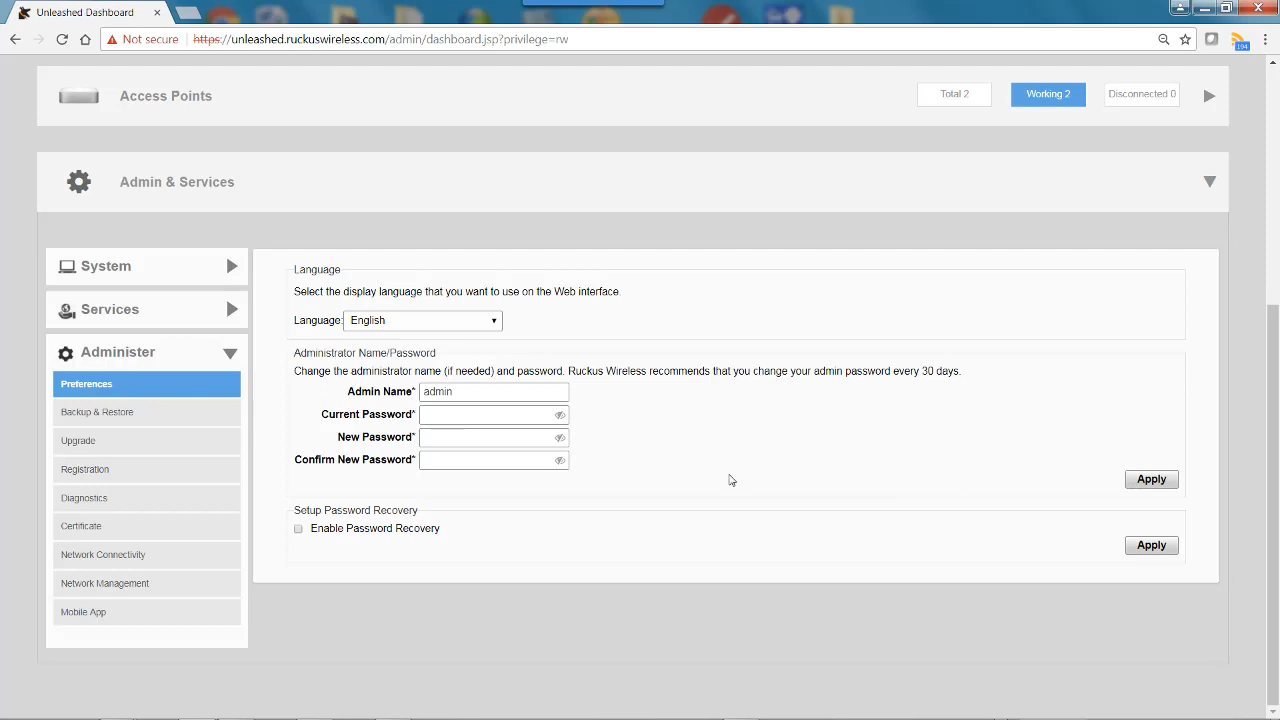 Unleashed Dashboard
Not secure https://unleashed.ruckuswireless.com/admin/dashboard.jsp?privilege=rw
194
Access Points
Total 2
Working 2
Disconnected 0
Admin & Services
System
Services
Administer
Preferences
Backup & Restore
Upgrade
Registration
Diagnostics
Certificate
Network Connectivity
Network Management
Mobile App
Language
Select the display language that you want to use on the Web interface.
Language: English
Administrator Name/Password
Change the administrator name (if needed) and password. Ruckus Wireless recommends that you change your admin password every 30 days.
Admin Name* admin
Current Password*
New Password*
Confirm New Password*
Apply
Setup Password Recovery
Enable Password Recovery
Apply